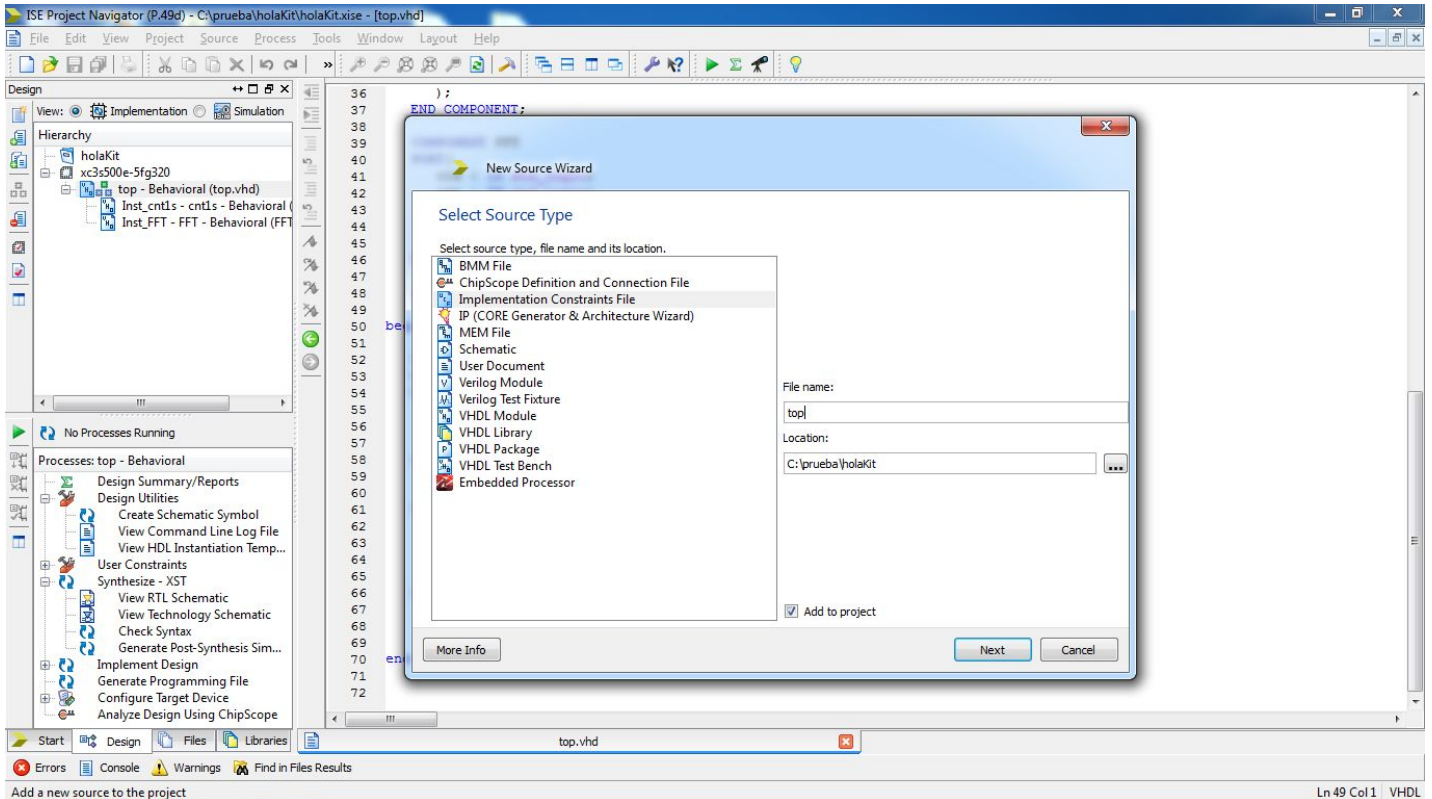 ISE Project Navigator (P.49d) - C:\prueba\holaKit\holaKit.xise - [top.vhd]
File Edit View Project Source Process Tools Window Layout Help
Design
View: Implementation Simulation
Hierarchy
holaKit
xc3s500e-5fg320
top - Behavioral (top.vhd)
Inst_cnt1s - cnt1s - Behavioral (
Inst_FFT - FFT - Behavioral (FFT
No Processes Running
Processes: top - Behavioral
Design Summary/Reports
Design Utilities
Create Schematic Symbol
View Command Line Log File
View HDL Instantiation Temp...
User Constraints
Synthesize - XST
View RTL Schematic
View Technology Schematic
Check Syntax
Generate Post-Synthesis Sim...
Implement Design
Generate Programming File
Configure Target Device
Analyze Design Using ChipScope
Start Design Files Libraries
36 );
37 END COMPONENT;
38
39
40
41
42
43
44
45
46
47
48
49
50 be
51
52
53
54
55
56
57
58
59
60
61
62
63
64
65
66
67
68
69
70 en
71
72
New Source Wizard
Select Source Type
Select source type, file name and its location.
BMM File
ChipScope Definition and Connection File
Implementation Constraints File
IP (CORE Generator & Architecture Wizard)
MEM File
Schematic
User Document
Verilog Module
Verilog Test Fixture
VHDL Module
VHDL Library
VHDL Package
VHDL Test Bench
Embedded Processor
File name:
top
Location:
C:\prueba\holaKit
...
Add to project
More Info Next Cancel
top.vhd
Errors Console Warnings Find in Files Results
Add a new source to the project Ln 49 Col 1 VHDL